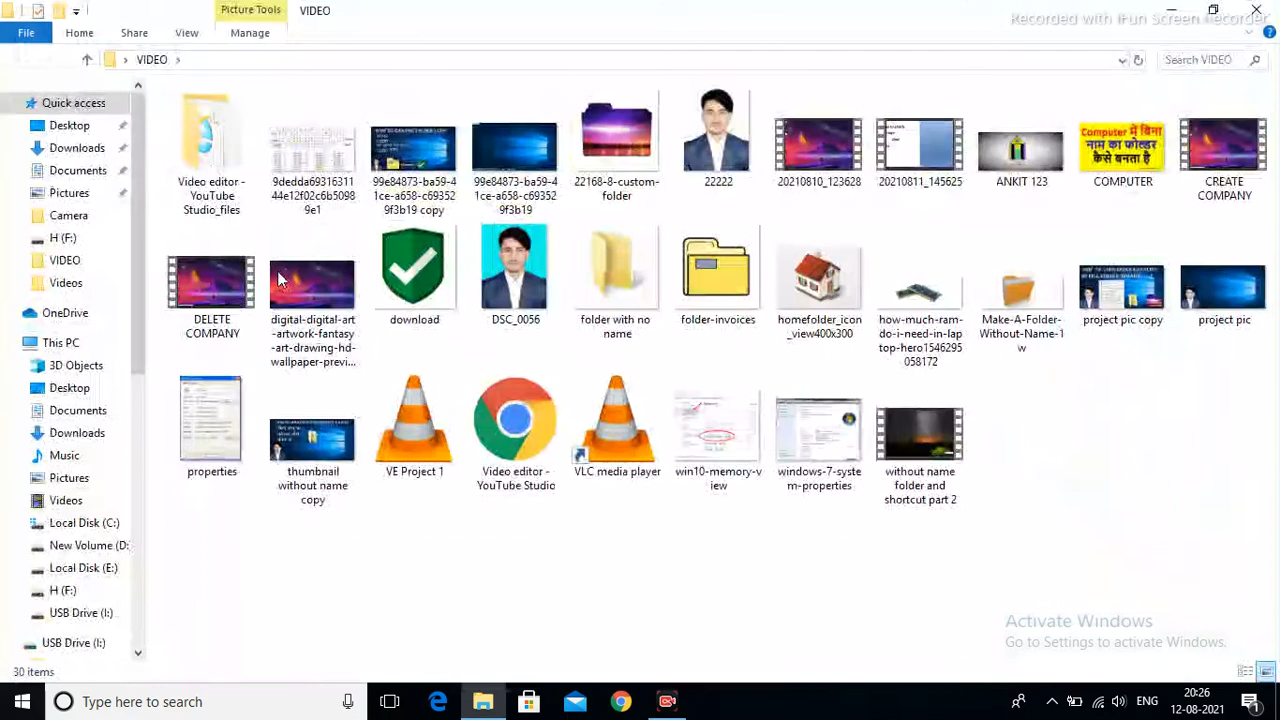 Picture Tools
VIDEO
Recorded with iFun Screen Recorder
File
Home
Share
View
Manage
VIDEO
Search VIDEO
Quick access
Desktop
Downloads
Documents
Pictures
Camera
H (F:)
VIDEO
Videos
OneDrive
This PC
3D Objects
Desktop
Documents
Downloads
Music
Pictures
Videos
Local Disk (C:)
New Volume (D:)
Local Disk (E:)
H (F:)
USB Drive (I:)
USB Drive (I:)
Video editor -
YouTube
Studio_files
9dedda69316311
44e12f02c6b5098
9e1
99e84873-ba59-4
1ce-a658-c69352
9f3b19 copy
99e84873-ba59-4
1ce-a658-c69352
9f3b19
22168-8-custom-
folder
22222
20210810_123628
20210811_145625
ANKIT 123
Computer में बिना
नाम का फोल्डर
कैसे बनता है
COMPUTER
CREATE
COMPANY
DELETE
COMPANY
digital-digital-art
-artwork-fantasy
-art-drawing-hd-
wallpaper-previ...
download
DSC_0056
folder with no
name
folder-invoices
homefolder_icon
_view400x300
how-much-ram-
do-i-need-in-lap
top-hero1546295
058172
Make-A-Folder-
Without-Name-1
w
project pic copy
project pic
properties
thumbnail
without name
copy
VE Project 1
Video editor -
YouTube Studio
VLC media player
win10-memory-v
iew
windows-7-syste
m-properties
without name
folder and
shortcut part 2
Activate Windows
Go to Settings to activate Windows.
30 items
Type here to search
ENG
20:26
12-08-2021
1